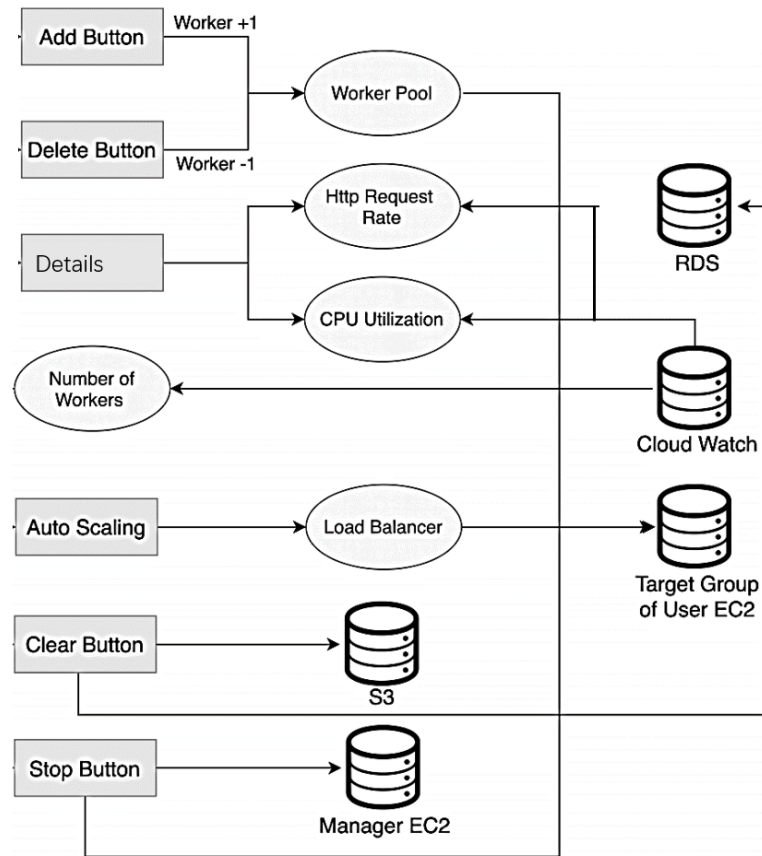 Add Button
Worker +1
Worker Pool
Delete Button
Worker -1
Http Request
Rate
RDS
Details
CPU Utilization
Number of
Workers
Cloud Watch
Auto Scaling
Load Balancer
Target Group
of User EC2
Clear Button
S3
Stop Button
Manager EC2